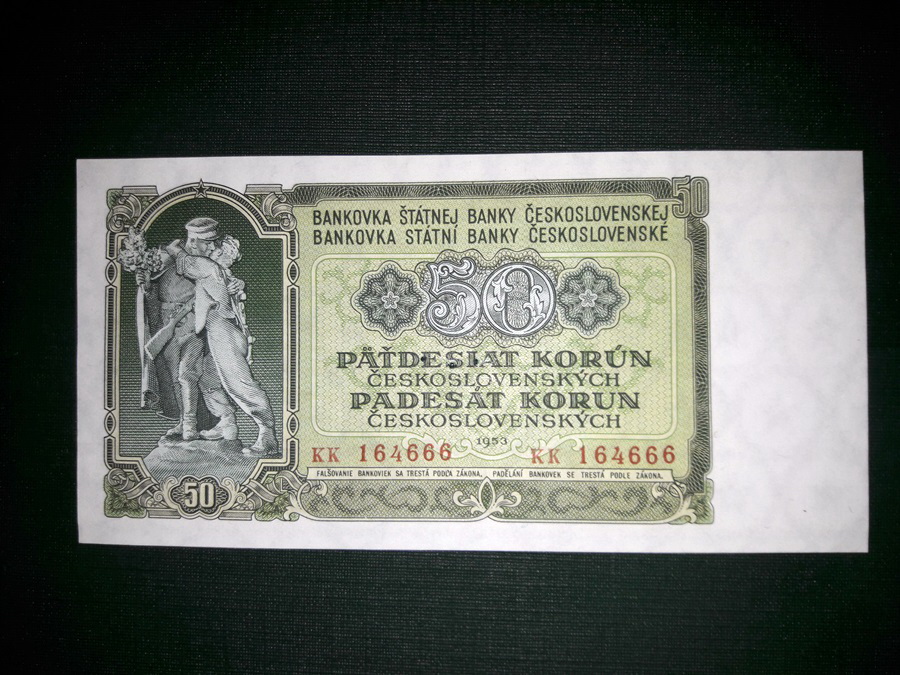 50
BANKOVKA ŠTÁTNEJ BANKY ČESKOSLOVENSKEJ
BANKOVKA STÁTNÍ BANKY ČESKOSLOVENSKÉ
50
PÄŤDESIAT KORÚN
ČESKOSLOVENSKÝCH
PADESÁT KORUN
ČESKOSLOVENSKÝCH
1953
KK 164666 KK 164666
FALŠOVANIE BANKOVIEK SA TRESTÁ PODĽA ZÁKONA, PADĚLÁNÍ BANKOVEK SE TRESTÁ PODLE ZÁKONA.
50